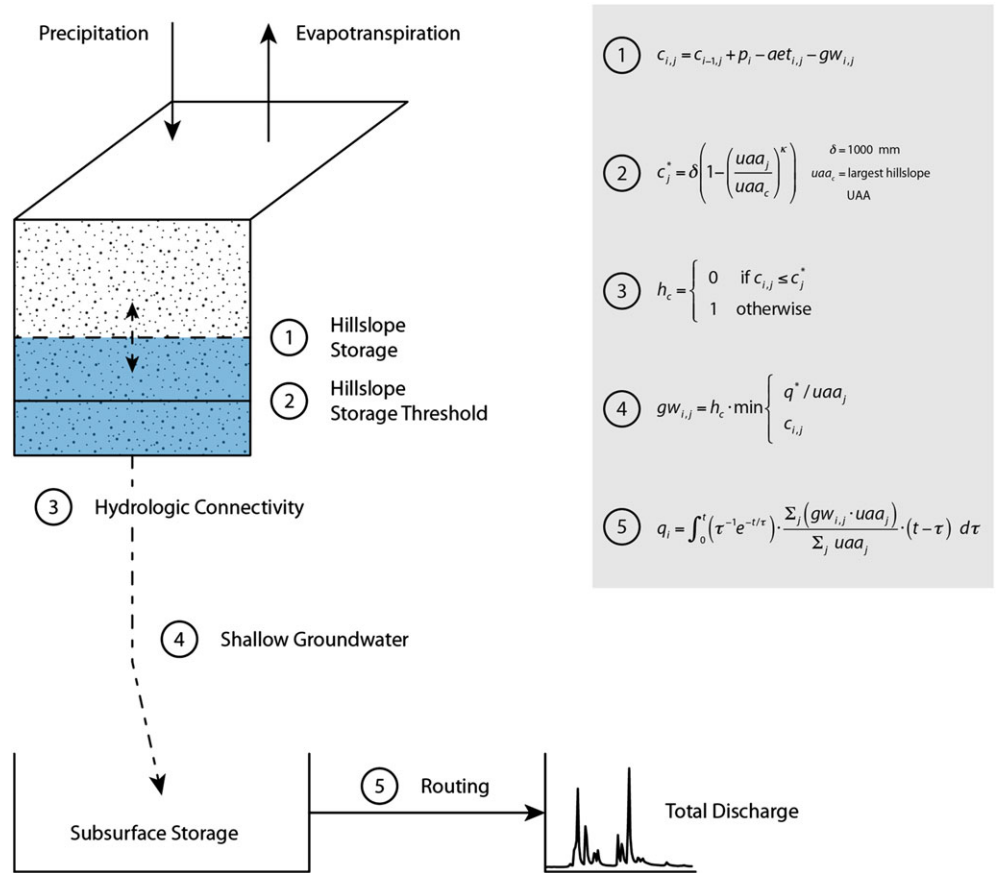 Precipitation
Evapotranspiration
1 Hillslope
Storage
2 Hillslope
Storage Threshold
3 Hydrologic Connectivity
4 Shallow Groundwater
Subsurface Storage
5 Routing
Total Discharge
1 c_{i,j} = c_{i–1,j} + p_i – aet_{i,j} – gw_{i,j}
2 c_j^* = δ(1–(uaa_j/uaa_c)^κ) δ = 1000 mm
uaa_c = largest hillslope
UAA
3 h_c = { 0 if c_{i,j} ≤ c_j^*
1 otherwise
4 gw_{i,j} = h_c · min { q^* / uaa_j
c_{i,j}
5 q_i = ∫_0^t (τ^{–1}e^{–t/τ}) · Σ_j(gw_{i,j} · uaa_j) / Σ_j uaa_j · (t–τ) dτ